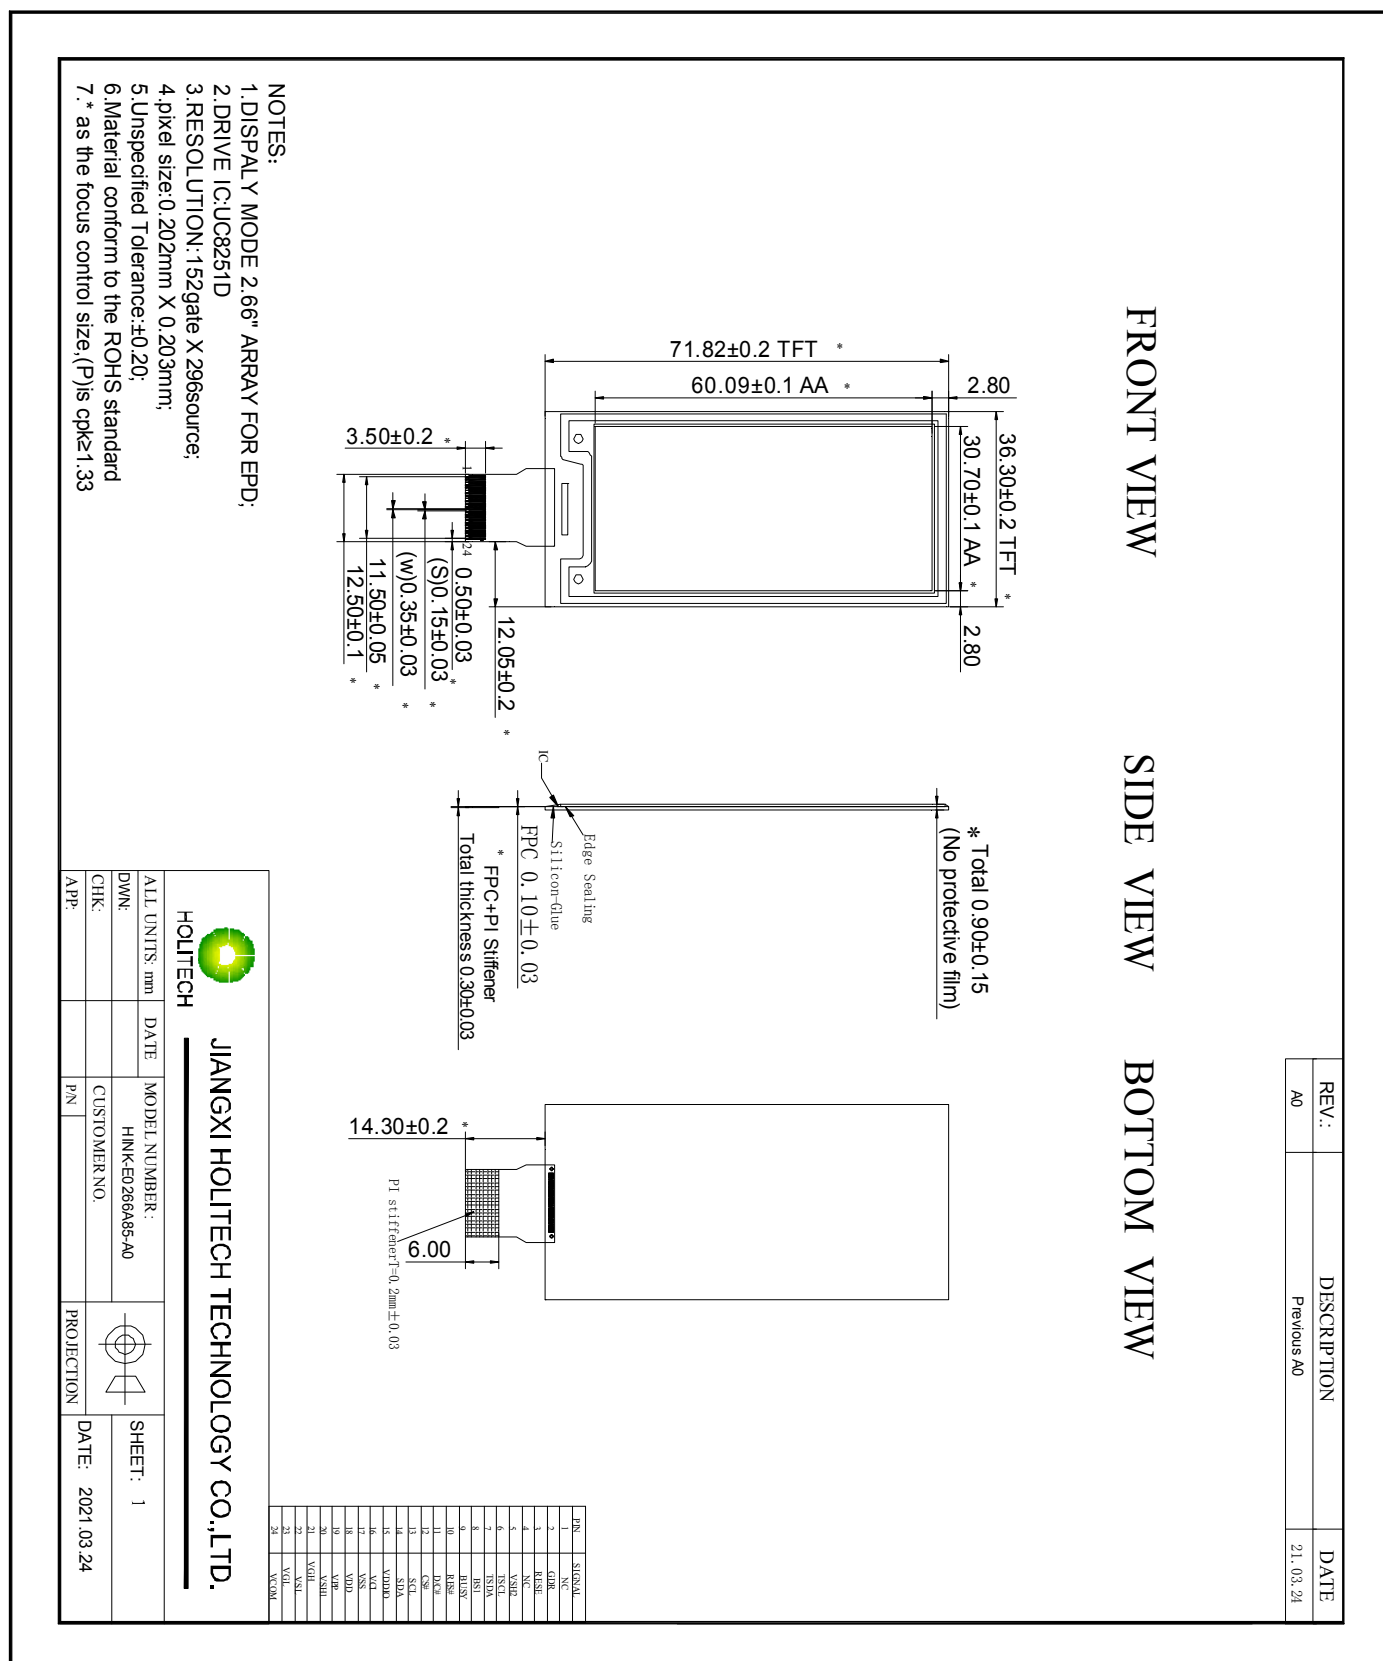 REV.: DESCRIPTION DATE
A0 Previous A0 21.03.24
FRONT VIEW
SIDE VIEW
BOTTOM VIEW
71.82±0.2 TFT *
60.09±0.1 AA *
2.80
36.30±0.2 TFT *
30.70±0.1 AA *
2.80
3.50±0.2 *
1
24
12.05±0.2 *
0.50±0.03 *
(S)0.15±0.03 *
(w)0.35±0.03 *
11.50±0.05 *
12.50±0.1 *
* Total 0.90±0.15
(No protective film)
IC
Edge Sealing
Silicon-Glue
FPC 0.10±0.03
* FPC+PI Stiffener
Total thickness 0.30±0.03
14.30±0.2 *
6.00
PI stiffenerT=0.2mm±0.03
NOTES:
1.DISPALY MODE 2.66" ARRAY FOR EPD;
2.DRIVE IC:UC8251D
3.RESOLUTION:152gate X 296source;
4.pixel size:0.202mm X 0.203mm;
5.Unspecified Tolerance:±0.20;
6.Material conform to the ROHS standard
7.* as the focus control size,(P)is cpk≥1.33
PIN SIGNAL
1 NC
2 GDR
3 RESE
4 NC
5 VSH2
6 TSCL
7 TSDA
8 BS1
9 BUSY
10 RES#
11 D/C#
12 CS#
13 SCL
14 SDA
15 VDDIO
16 VCI
17 VSS
18 VDD
19 VPP
20 VSH1
21 VGH
22 VSL
23 VGL
24 VCOM
HOLITECH
JIANGXI HOLITECH TECHNOLOGY CO.,LTD.
ALL UNITS: mm DATE
MODEL NUMBER:
HINK-E0266A85-A0
DWN:
CHK:
APP:
CUSTOMER NO.
P/N
PROJECTION
SHEET: 1
DATE: 2021.03.24